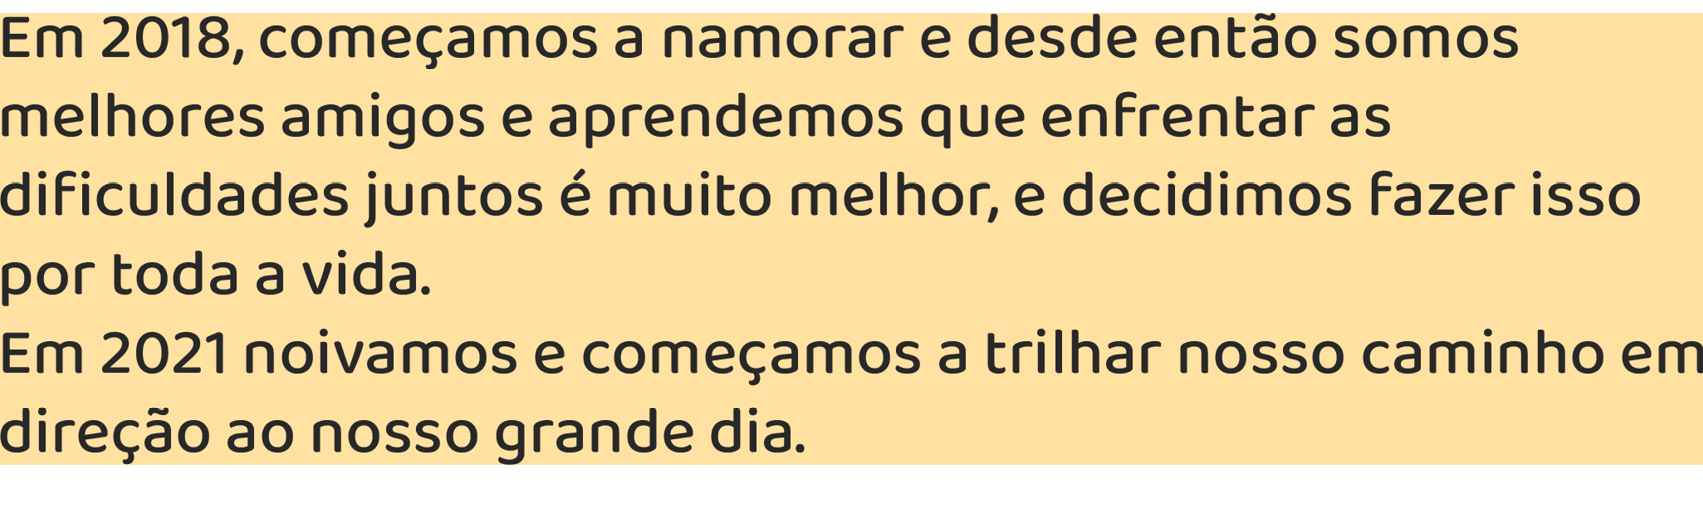 Em 2018, começamos a namorar e desde então somos
melhores amigos e aprendemos que enfrentar as
dificuldades juntos é muito melhor, e decidimos fazer isso
por toda a vida.
Em 2021 noivamos e começamos a trilhar nosso caminho em
direção ao nosso grande dia.